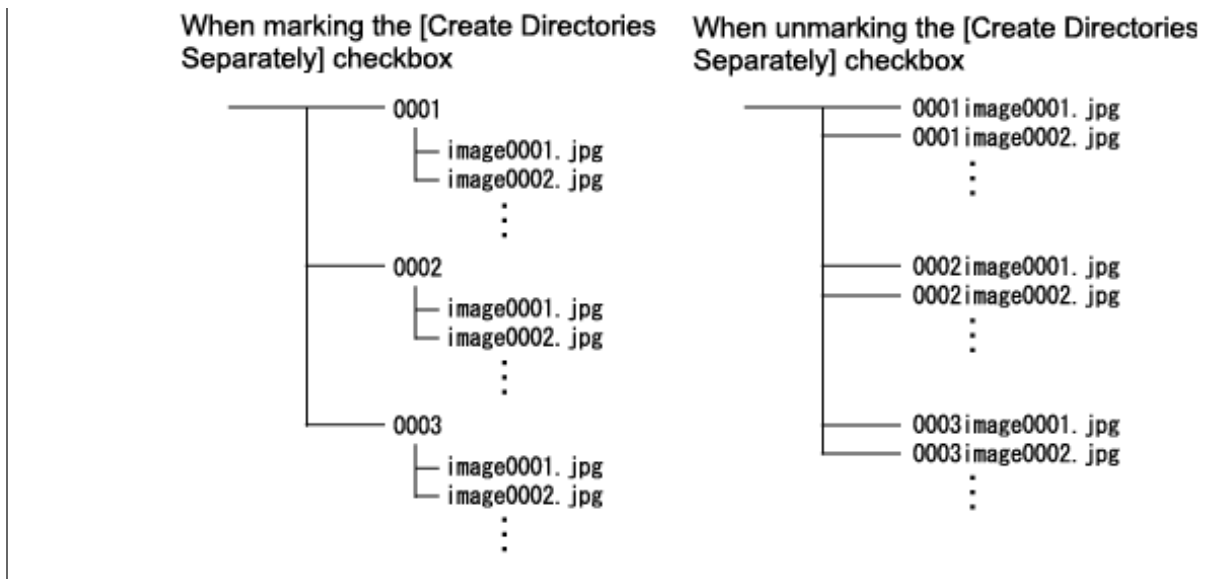 When marking the [Create Directories
Separately] checkbox
0001
image0001. jpg
image0002. jpg
0002
image0001. jpg
image0002. jpg
0003
image0001. jpg
image0002. jpg
When unmarking the [Create Directories
Separately] checkbox
0001image0001. jpg
0001image0002. jpg
0002image0001. jpg
0002image0002. jpg
0003image0001. jpg
0003image0002. jpg